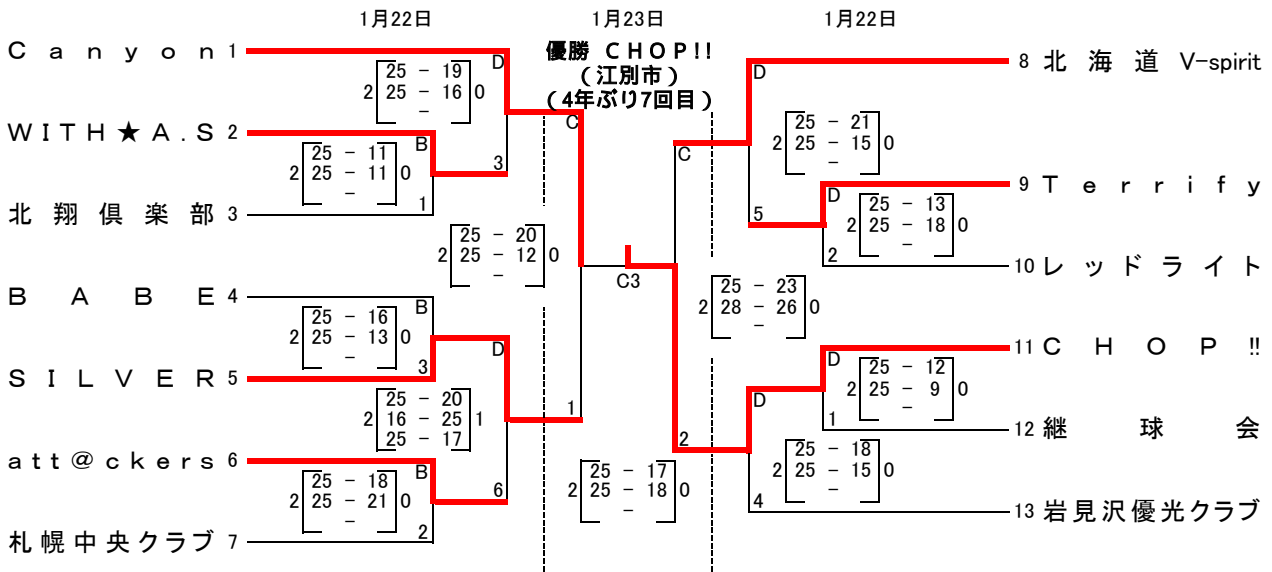 1月22日 1月23日 1月22日
優勝 CHOP!!
(江別市)
(4年ぶり7回目)
Canyon 1
WITH★A.S 2
北翔倶楽部 3
BABE 4
SILVER 5
att@ckers 6
札幌中央クラブ 7
D
2 25 - 19 0
25 - 16
-
B
2 25 - 11 0
25 - 11
-
3
1
B
2 25 - 16 0
25 - 13
-
3
D
2 25 - 20 1
16 - 25
25 - 17
B
2 25 - 18 0
25 - 21
-
6
2
C
2 25 - 20 0
25 - 12
-
1
C3
2 25 - 17 0
25 - 18
-
C
2 25 - 23 0
28 - 26
-
2
D
2 25 - 21 0
25 - 15
-
5
D
2 25 - 13 0
25 - 18
-
2
D
2 25 - 12 0
25 - 9
-
1
D
2 25 - 18 0
25 - 15
-
4
8 北海道 V-spirit
9 Terrify
10 レッドライト
11 CHOP!!
12 継球会
13 岩見沢優光クラブ